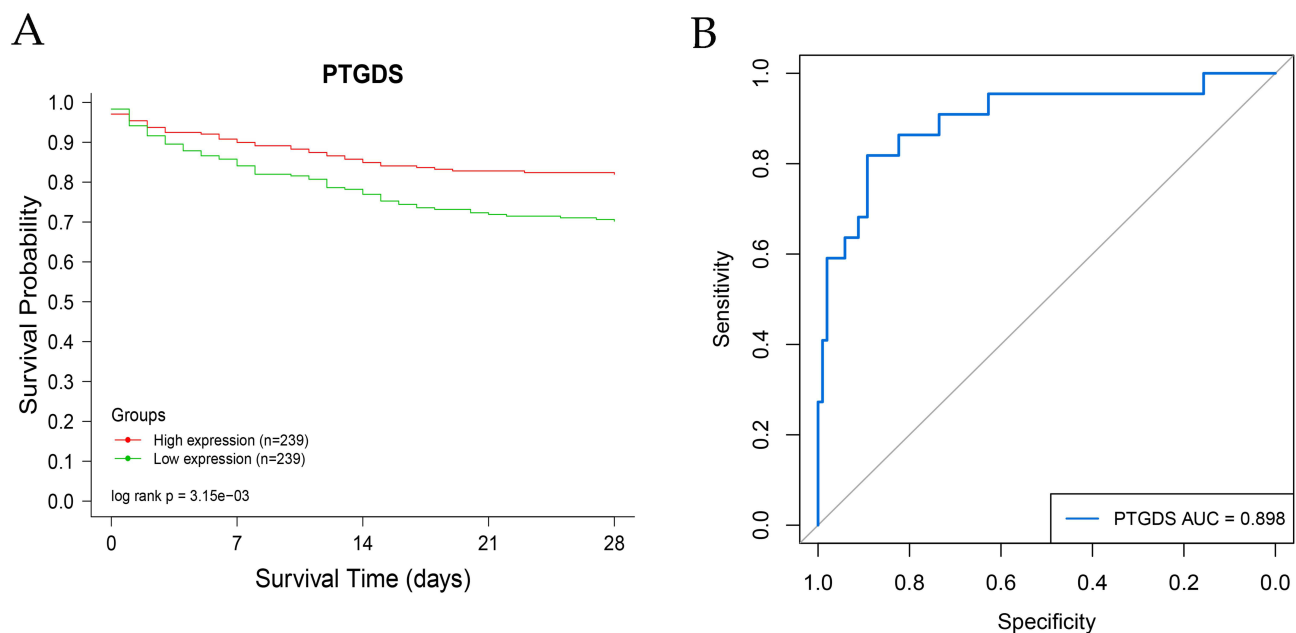 A
PTGDS
1.0
0.9
0.8
0.7
0.6
0.5
0.4
0.3
0.2
0.1
0.0
Survival Probability
Groups
High expression (n=239)
Low expression (n=239)
log rank p = 3.15e−03
0 7 14 21 28
Survival Time (days)
B
1.0
0.8
0.6
0.4
0.2
0.0
Sensitivity
PTGDS AUC = 0.898
1.0 0.8 0.6 0.4 0.2 0.0
Specificity